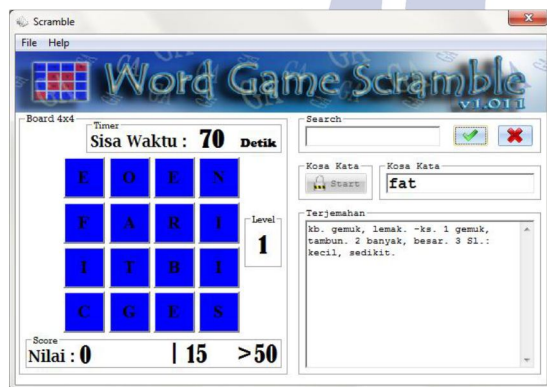 Scramble
File Help
Word Game Scramble
v1.011
Board 4x4
Timer
Sisa Waktu : 70 Detik
E O E N
F A R I
I T B I
C G E S
Level
1
Score
Nilai : 0 | 15 >50
Search
Kosa Kata
Start
Kosa Kata
fat
Terjemahan
kb. gemuk, lemak. -ks. 1 gemuk,
tambun. 2 banyak, besar. 3 Sl.:
kecil, sedikit.